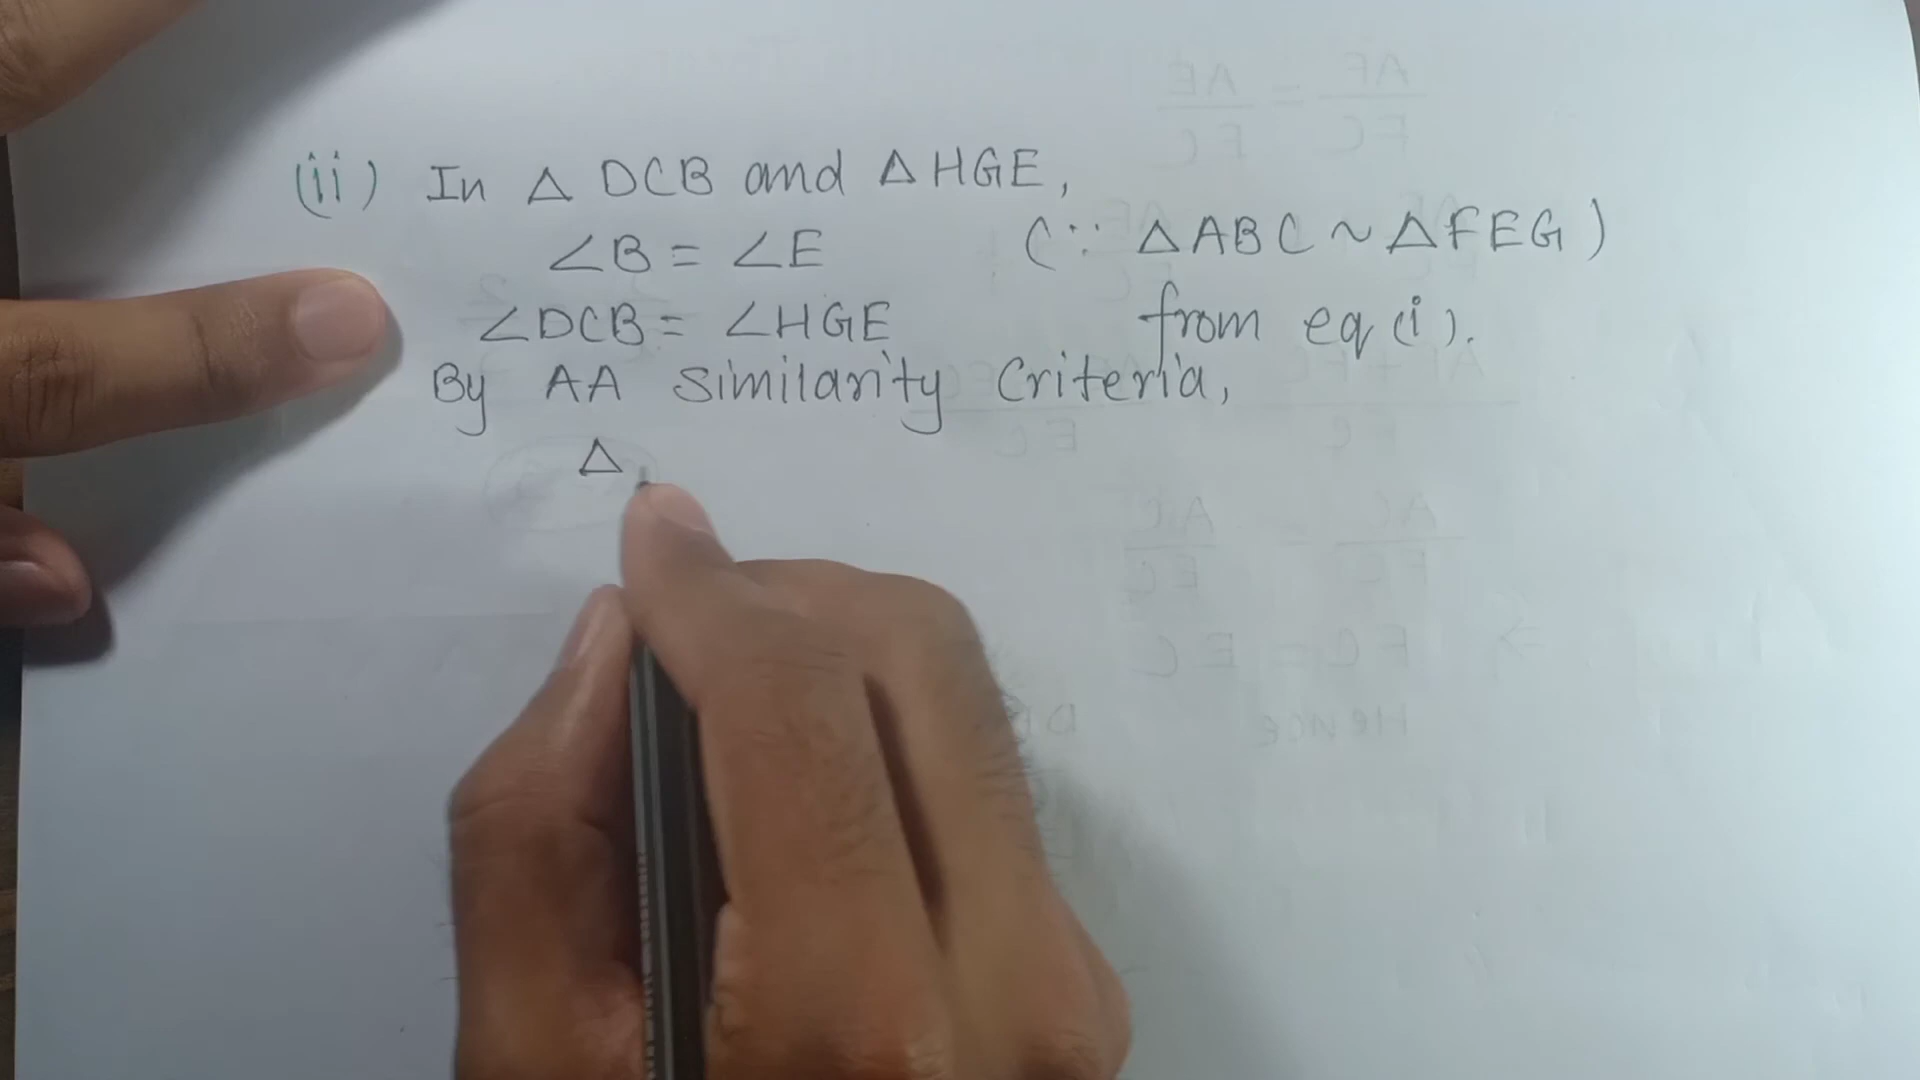 (ii) In △ DCB and △HGE,
∠B = ∠E (∵ △ABC ~ △FEG)
∠DCB = ∠HGE from eq (i).
By AA similarity Criteria,
△